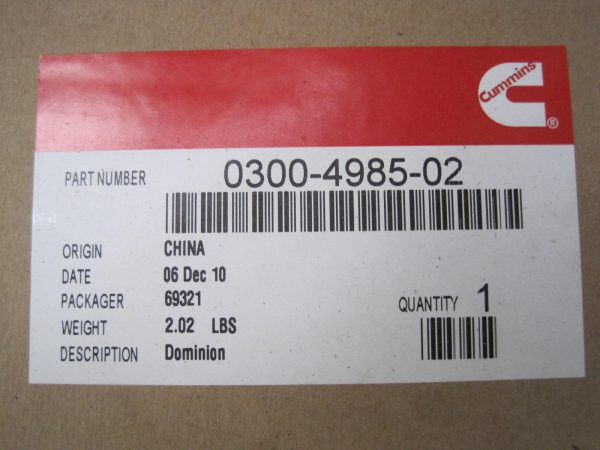 Cummins
®
PART NUMBER 0300-4985-02
ORIGIN CHINA
DATE 06 Dec 10
PACKAGER 69321
QUANTITY 1
WEIGHT 2.02 LBS
DESCRIPTION Dominion